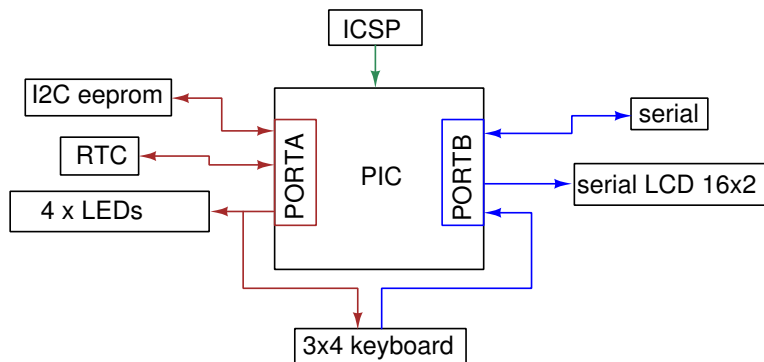 ICSP
I2C eeprom
serial
RTC
PORTA
PIC
PORTB
serial LCD 16x2
4 x LEDs
3x4 keyboard